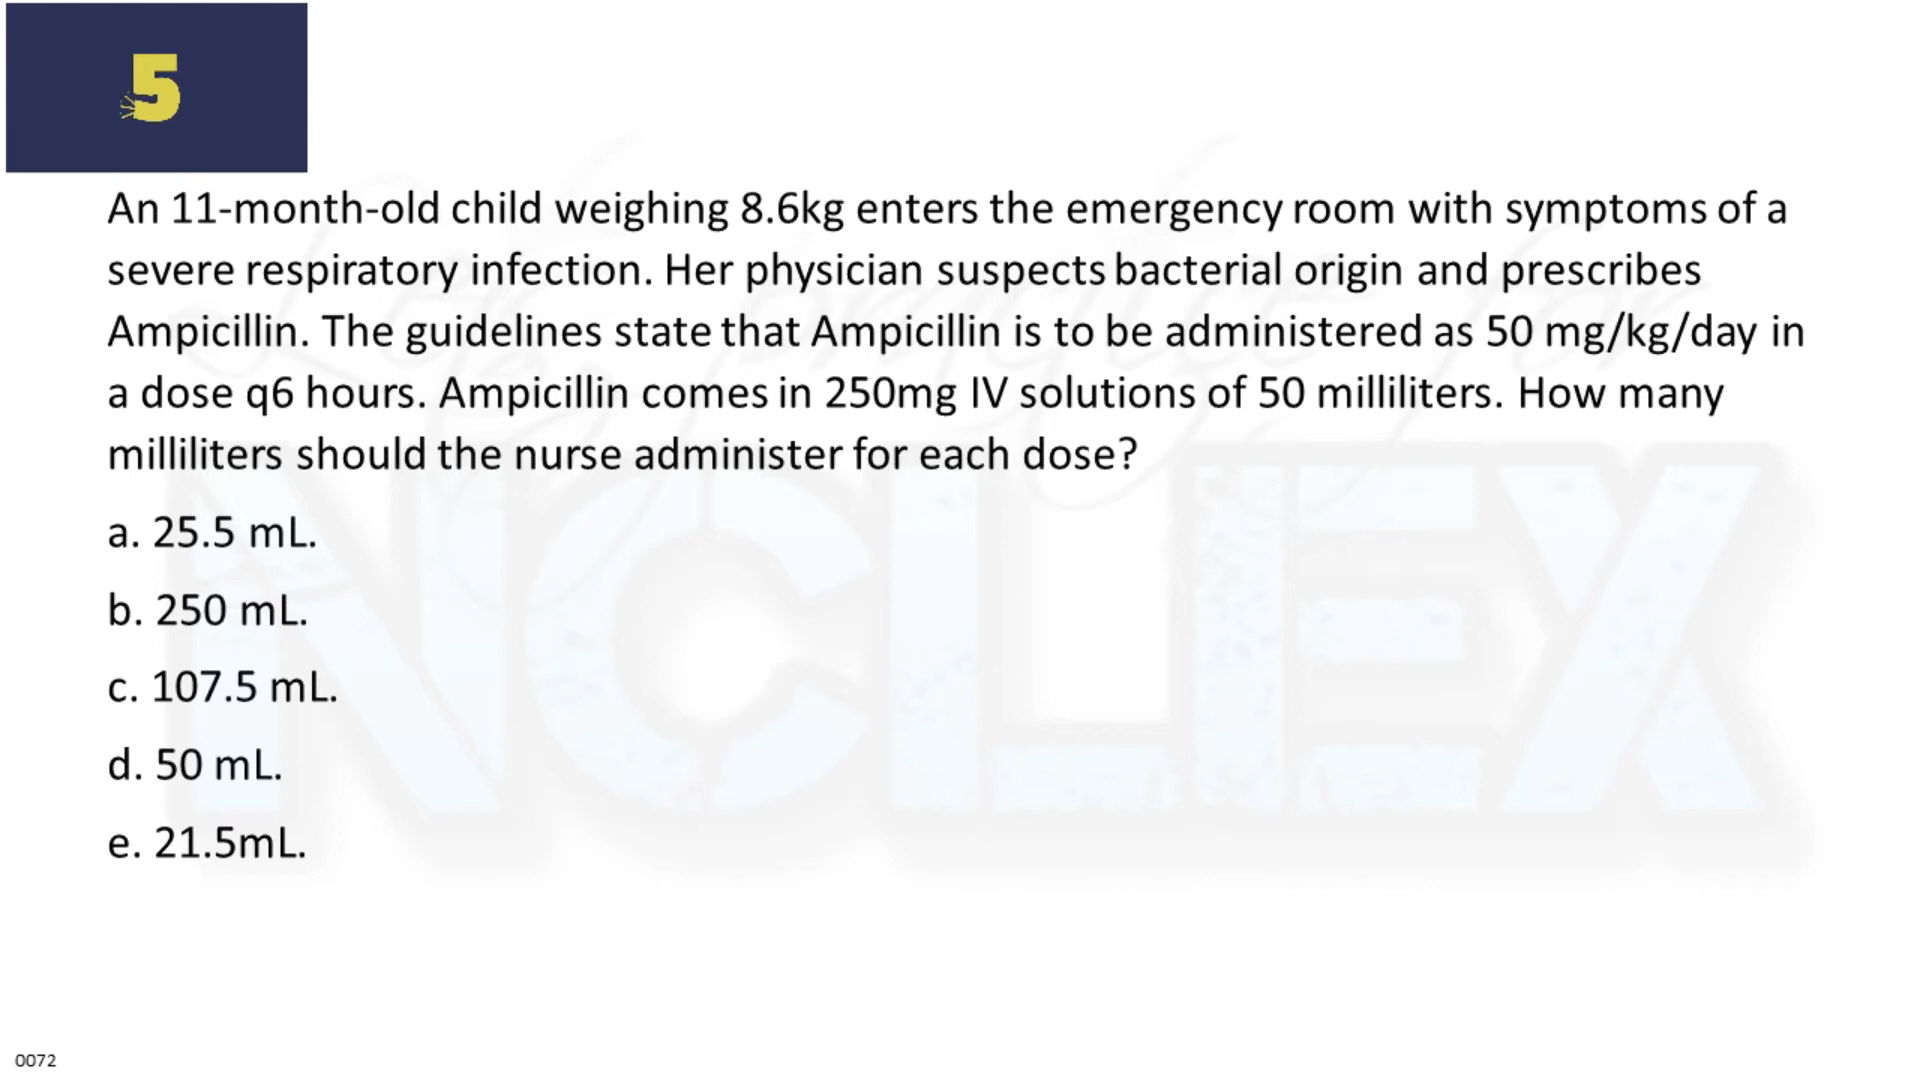 5
An 11-month-old child weighing 8.6kg enters the emergency room with symptoms of a
severe respiratory infection. Her physician suspects bacterial origin and prescribes
Ampicillin. The guidelines state that Ampicillin is to be administered as 50 mg/kg/day in
a dose q6 hours. Ampicillin comes in 250mg IV solutions of 50 milliliters. How many
milliliters should the nurse administer for each dose?
a. 25.5 mL.
b. 250 mL.
c. 107.5 mL.
d. 50 mL.
e. 21.5mL.
NCLEX
0072